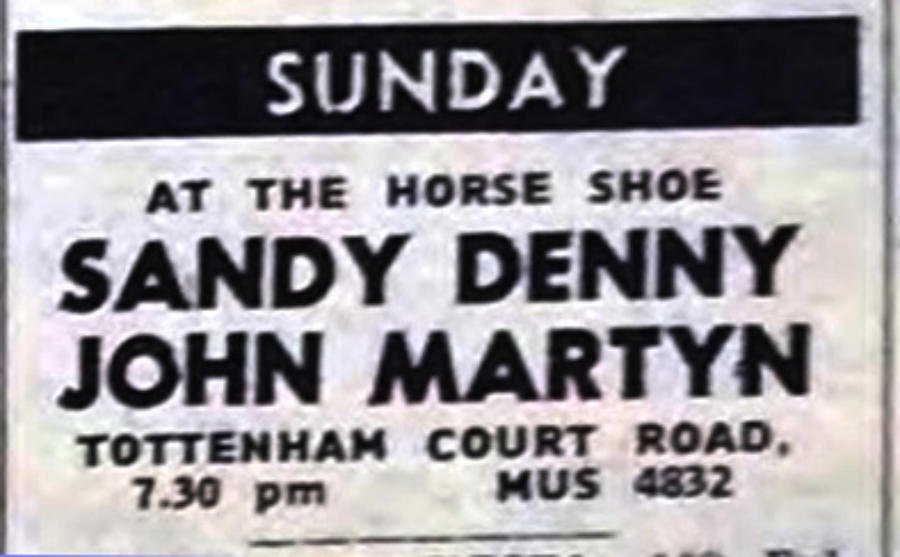 SUNDAY
AT THE HORSE SHOE
SANDY DENNY
JOHN MARTYN
TOTTENHAM COURT ROAD,
7.30 pm MUS 4832